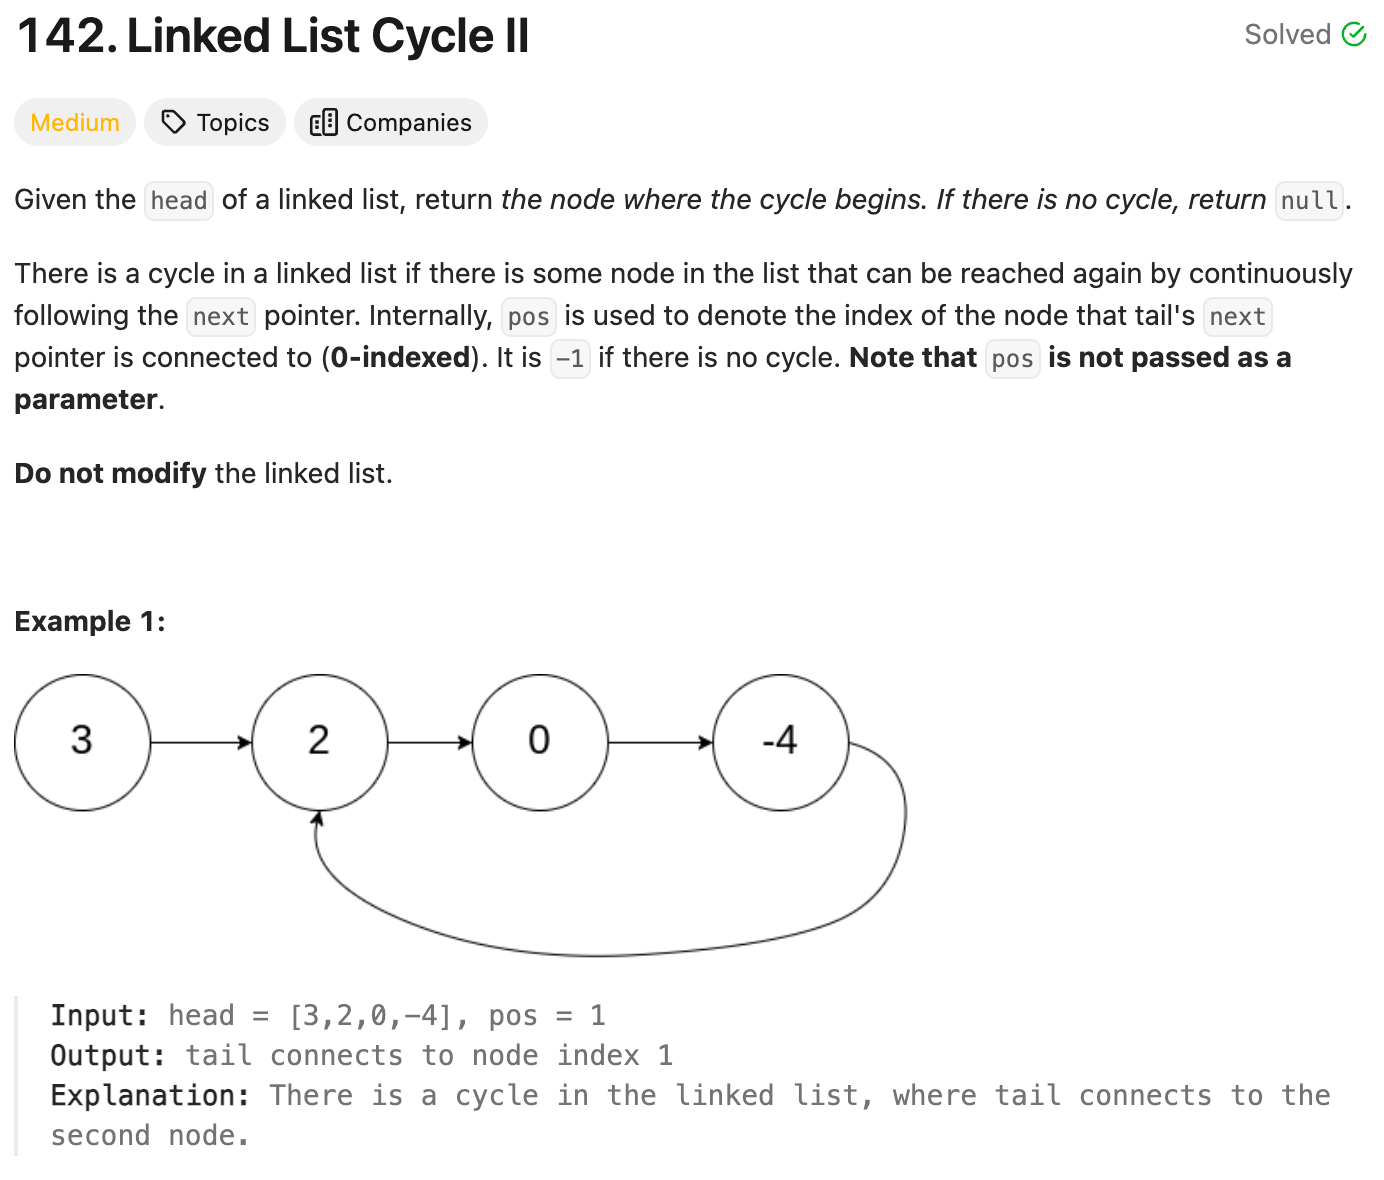 142. Linked List Cycle II
Solved
Medium
Topics
Companies
Given the head of a linked list, return the node where the cycle begins. If there is no cycle, return null.
There is a cycle in a linked list if there is some node in the list that can be reached again by continuously
following the next pointer. Internally, pos is used to denote the index of the node that tail's next
pointer is connected to (0-indexed). It is -1 if there is no cycle. Note that pos is not passed as a
parameter.
Do not modify the linked list.
Example 1:
3
2
0
-4
Input: head = [3,2,0,-4], pos = 1
Output: tail connects to node index 1
Explanation: There is a cycle in the linked list, where tail connects to the
second node.